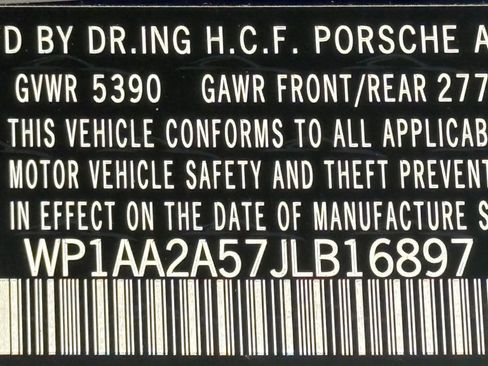 D BY DR.ING H.C.F. PORSCHE A
GVWR 5390 GAWR FRONT/REAR 277
THIS VEHICLE CONFORMS TO ALL APPLICAB
MOTOR VEHICLE SAFETY AND THEFT PREVENT
IN EFFECT ON THE DATE OF MANUFACTURE S
WP1AA2A57JLB16897